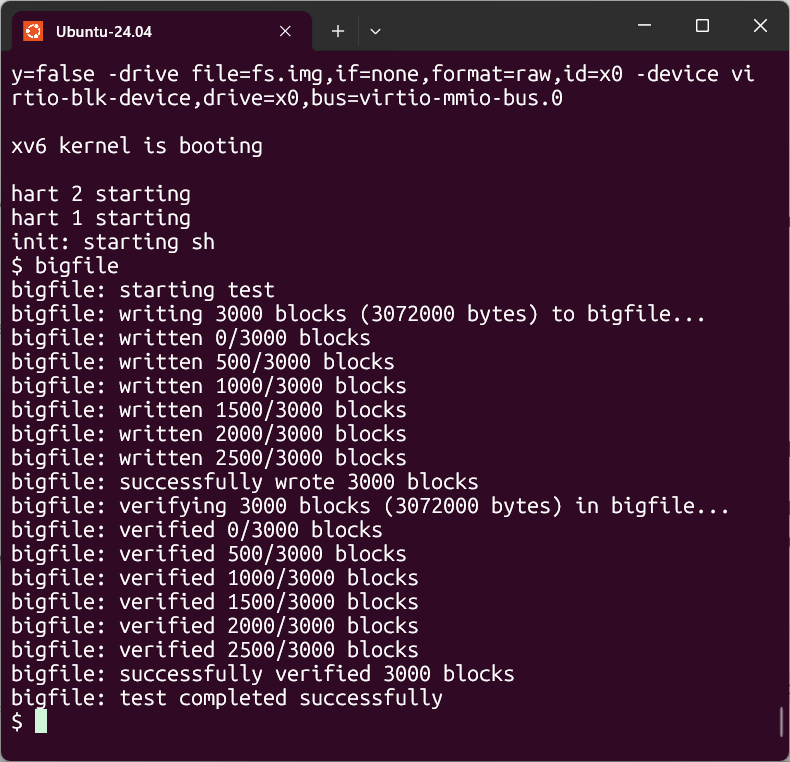 Ubuntu-24.04
y=false -drive file=fs.img,if=none,format=raw,id=x0 -device vi
rtio-blk-device,drive=x0,bus=virtio-mmio-bus.0
xv6 kernel is booting
hart 2 starting
hart 1 starting
init: starting sh
$ bigfile
bigfile: starting test
bigfile: writing 3000 blocks (3072000 bytes) to bigfile...
bigfile: written 0/3000 blocks
bigfile: written 500/3000 blocks
bigfile: written 1000/3000 blocks
bigfile: written 1500/3000 blocks
bigfile: written 2000/3000 blocks
bigfile: written 2500/3000 blocks
bigfile: successfully wrote 3000 blocks
bigfile: verifying 3000 blocks (3072000 bytes) in bigfile...
bigfile: verified 0/3000 blocks
bigfile: verified 500/3000 blocks
bigfile: verified 1000/3000 blocks
bigfile: verified 1500/3000 blocks
bigfile: verified 2000/3000 blocks
bigfile: verified 2500/3000 blocks
bigfile: successfully verified 3000 blocks
bigfile: test completed successfully
$